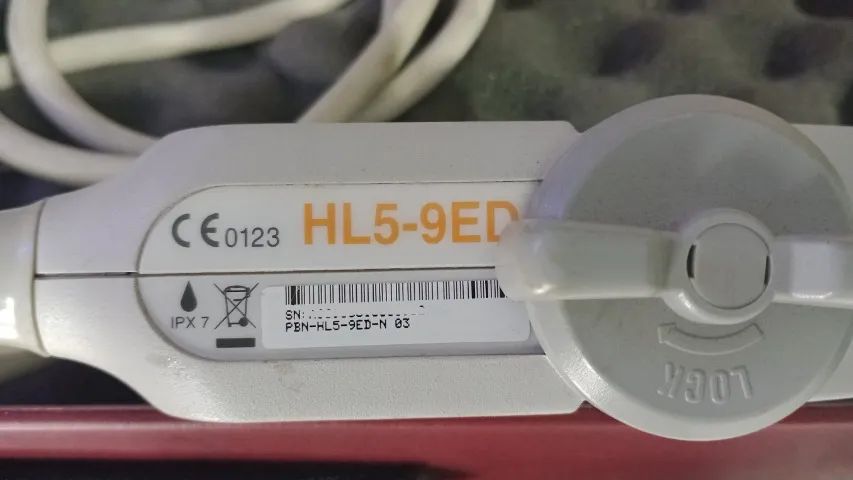 CE 0123
HL5-9ED
IPX 7
SN:
PBN-HL5-9ED-N 03
LOCK